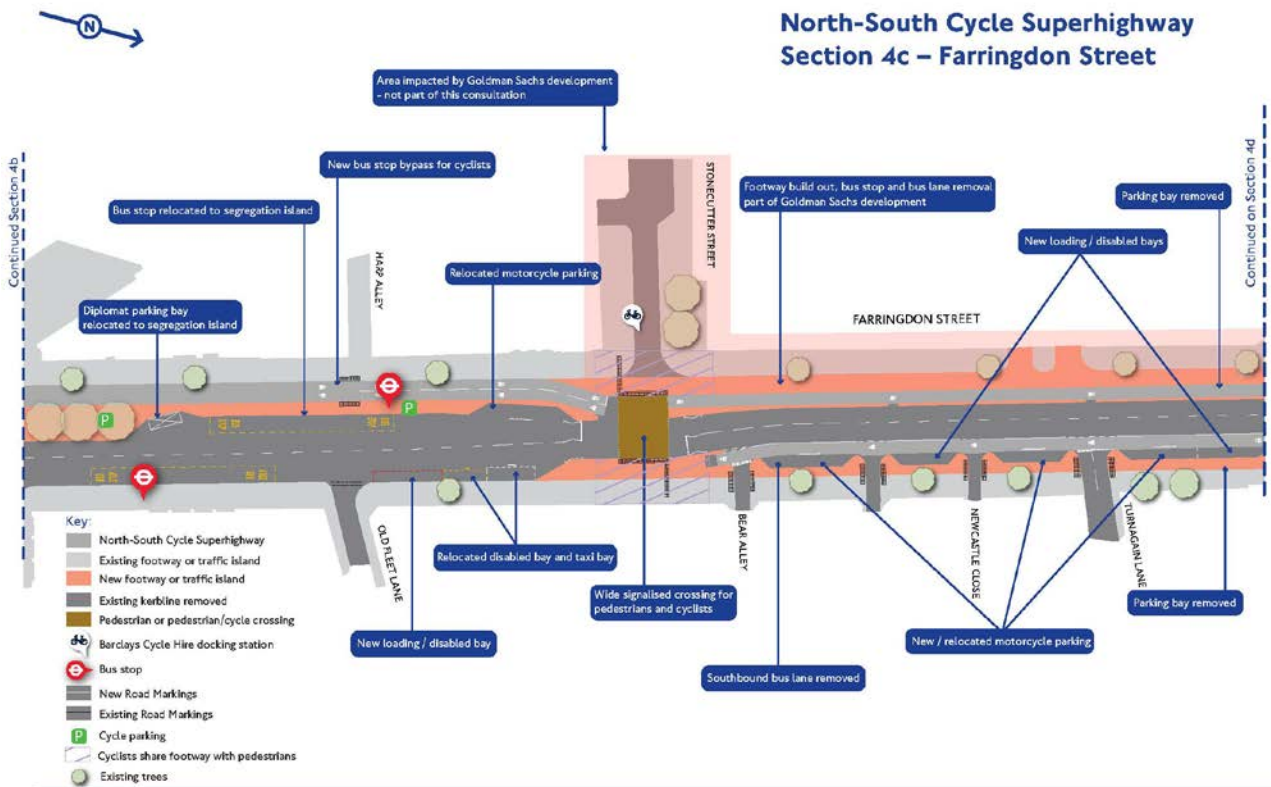 N
North-South Cycle Superhighway
Section 4c – Farringdon Street
Area impacted by Goldman Sachs development
- not part of this consultation
New bus stop bypass for cyclists
Bus stop relocated to segregation island
Diplomat parking bay
relocated to segregation island
Relocated motorcycle parking
Footway build out, bus stop and bus lane removal
part of Goldman Sachs development
Parking bay removed
New loading / disabled bays
Continued Section 4b
Continued on Section 4d
HARP ALLEY
STONECUTTER STREET
FARRINGDON STREET
P
P
OLD FLEET LANE
BEAR ALLEY
NEWCASTLE CLOSE
TURNAGAIN LANE
Relocated disabled bay and taxi bay
New loading / disabled bay
Wide signalised crossing for
pedestrians and cyclists
Southbound bus lane removed
New / relocated motorcycle parking
Parking bay removed
Key:
North-South Cycle Superhighway
Existing footway or traffic island
New footway or traffic island
Existing kerbline removed
Pedestrian or pedestrian/cycle crossing
Barclays Cycle Hire docking station
Bus stop
New Road Markings
Existing Road Markings
P Cycle parking
Cyclists share footway with pedestrians
Existing trees